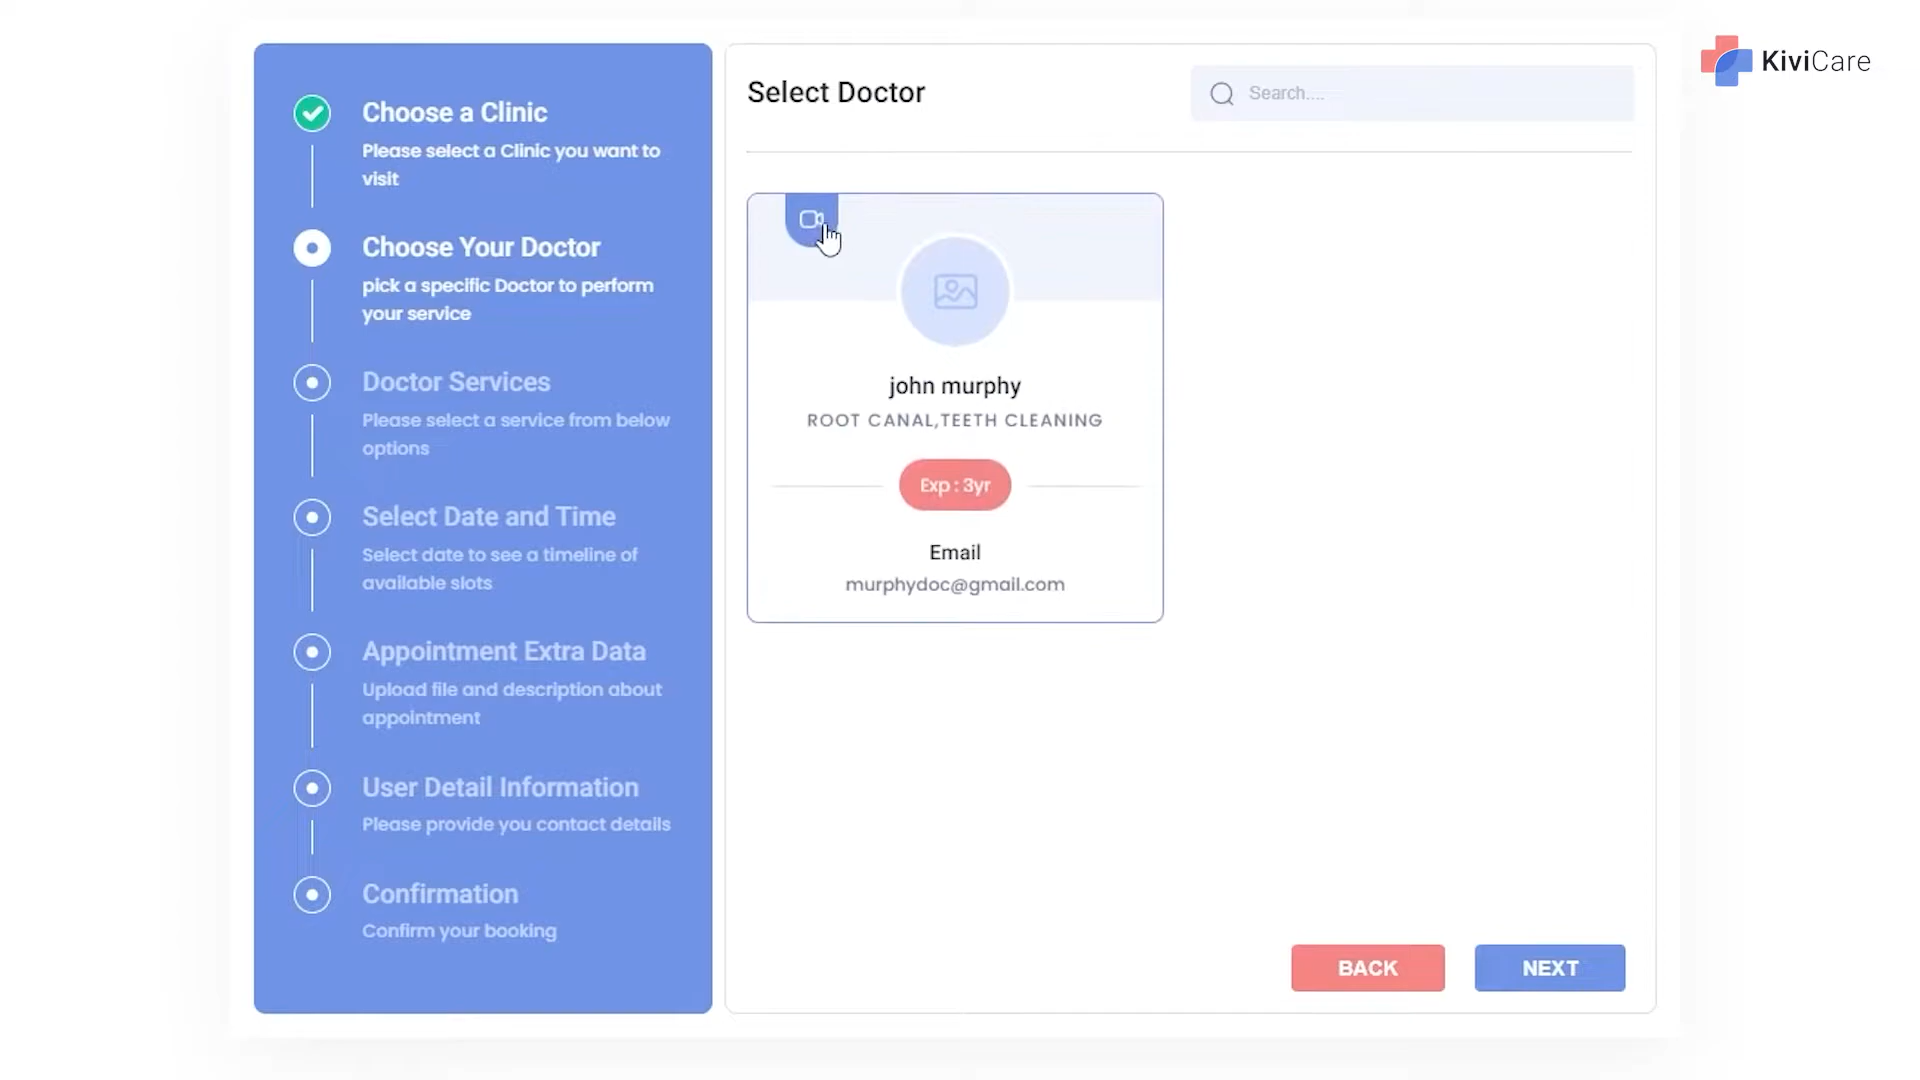 KiviCare
Choose a Clinic
Please select a Clinic you want to
visit
Choose Your Doctor
pick a specific Doctor to perform
your service
Doctor Services
Please select a service from below
options
Select Date and Time
Select date to see a timeline of
available slots
Appointment Extra Data
Upload file and description about
appointment
User Detail Information
Please provide you contact details
Confirmation
Confirm your booking
Select Doctor
Search....
john murphy
ROOT CANAL,TEETH CLEANING
Exp : 3yr
Email
murphydoc@gmail.com
BACK
NEXT